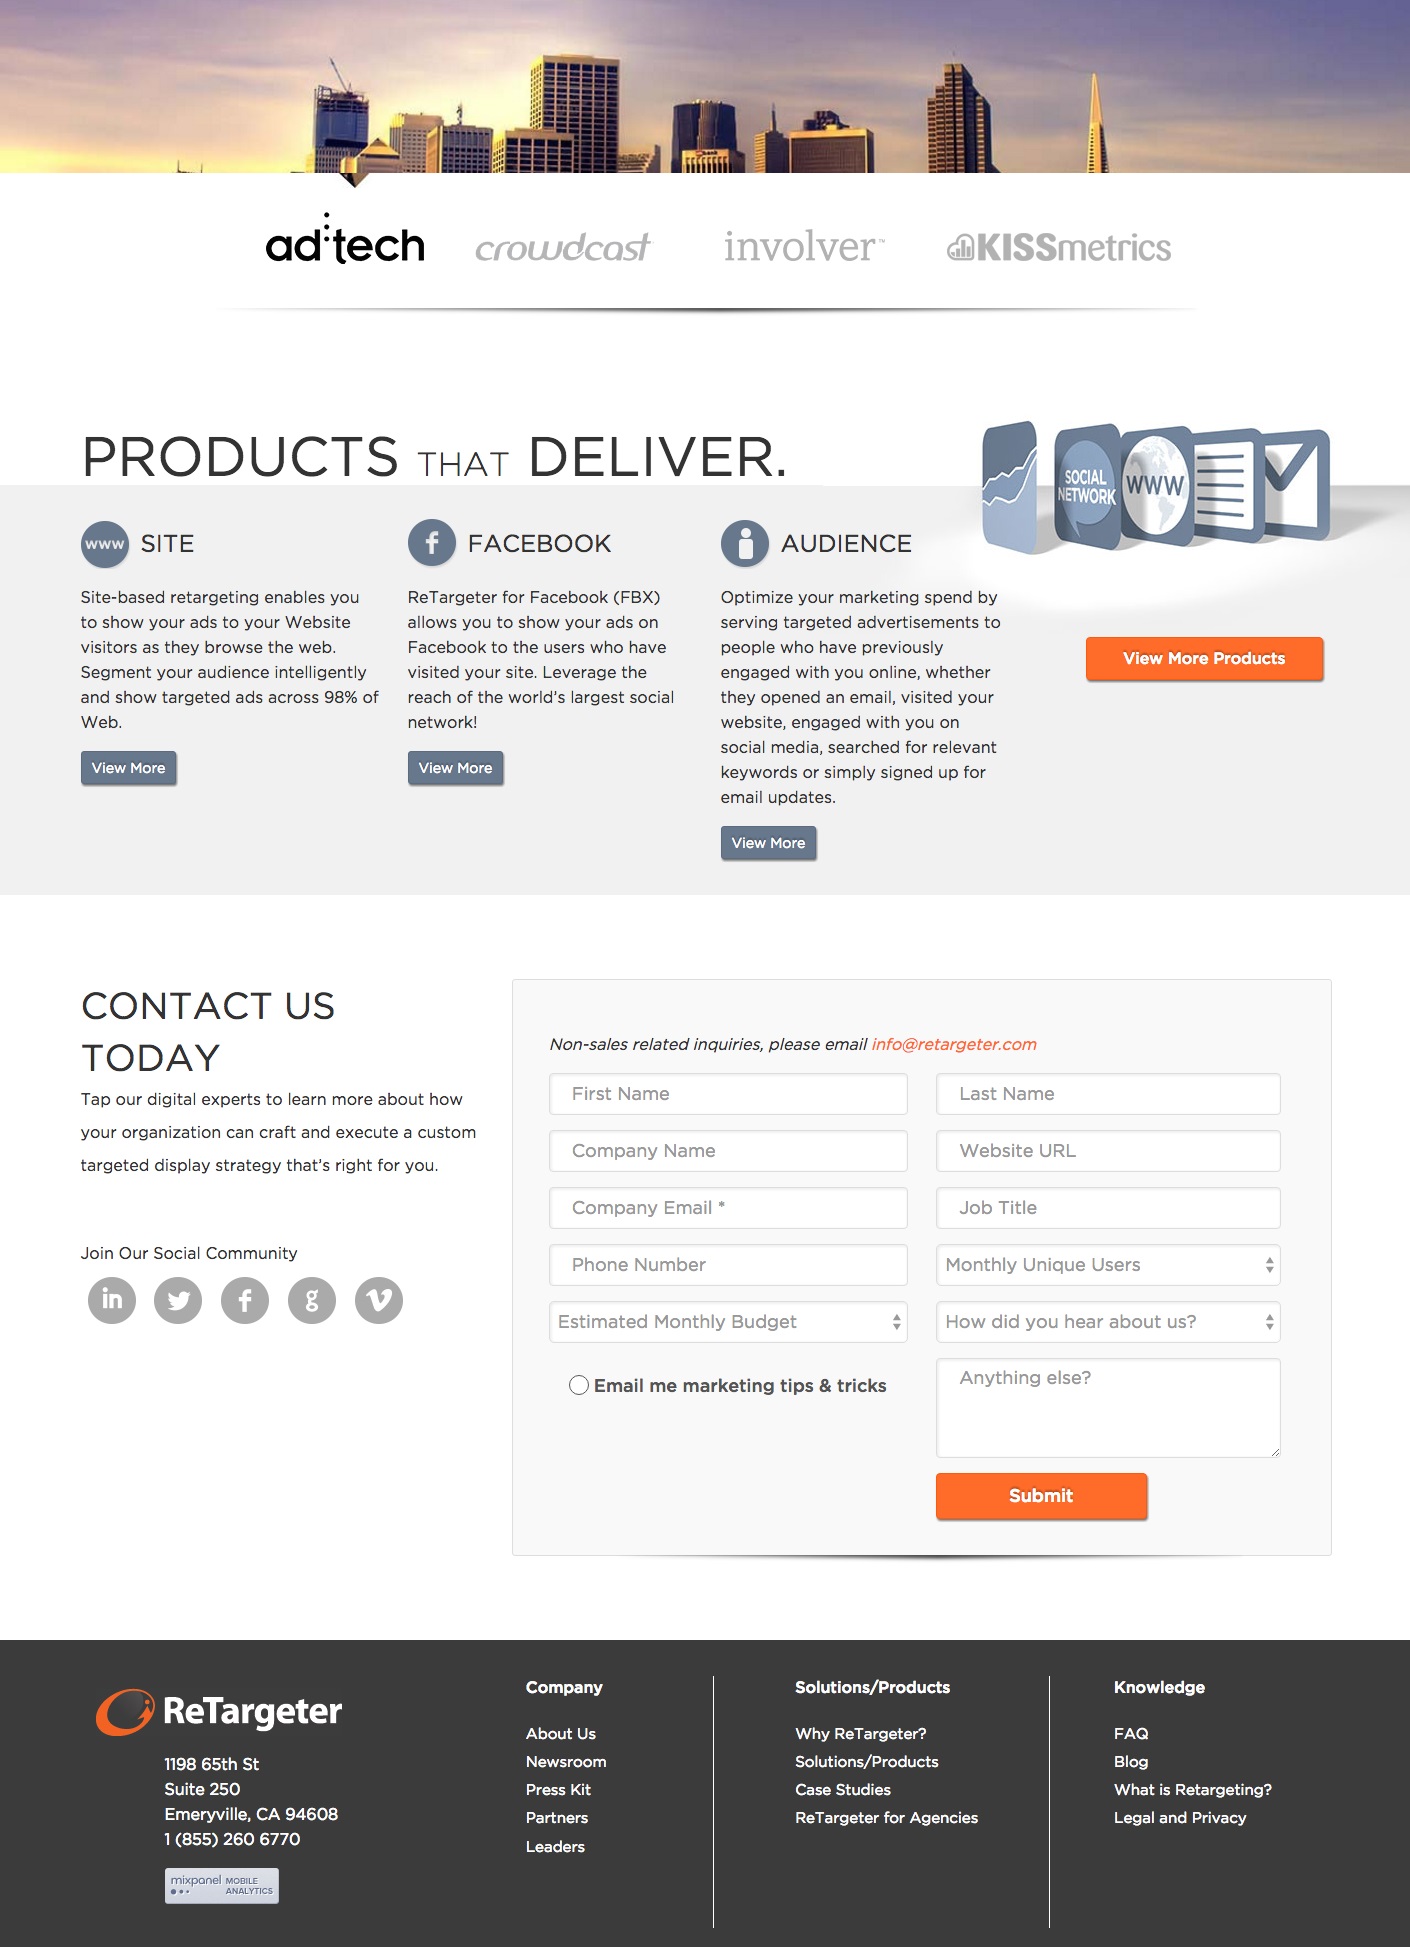 ad:tech
crowdcast
involver™
KISSmetrics
PRODUCTS THAT DELIVER.
SOCIAL
NETWORK
WWW
www SITE
f FACEBOOK
AUDIENCE
Site-based retargeting enables you
to show your ads to your Website
visitors as they browse the web.
Segment your audience intelligently
and show targeted ads across 98% of
Web.
View More
ReTargeter for Facebook (FBX)
allows you to show your ads on
Facebook to the users who have
visited your site. Leverage the
reach of the world's largest social
network!
View More
Optimize your marketing spend by
serving targeted advertisements to
people who have previously
engaged with you online, whether
they opened an email, visited your
website, engaged with you on
social media, searched for relevant
keywords or simply signed up for
email updates.
View More
View More Products
CONTACT US
TODAY
Tap our digital experts to learn more about how
your organization can craft and execute a custom
targeted display strategy that's right for you.
Join Our Social Community
in
f
g
v
Non-sales related inquiries, please email info@retargeter.com
First Name
Last Name
Company Name
Website URL
Company Email *
Job Title
Phone Number
Monthly Unique Users
Estimated Monthly Budget
How did you hear about us?
Email me marketing tips & tricks
Anything else?
Submit
ReTargeter
1198 65th St
Suite 250
Emeryville, CA 94608
1 (855) 260 6770
mixpanel MOBILE
ANALYTICS
Company
About Us
Newsroom
Press Kit
Partners
Leaders
Solutions/Products
Why ReTargeter?
Solutions/Products
Case Studies
ReTargeter for Agencies
Knowledge
FAQ
Blog
What is Retargeting?
Legal and Privacy